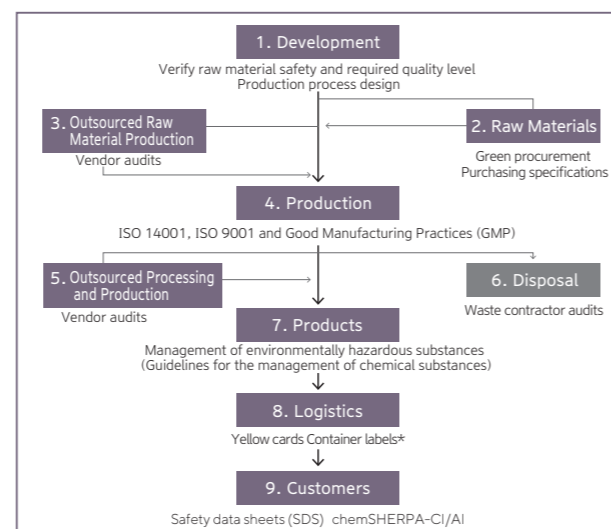 1. Development
Verify raw material safety and required quality level
Production process design
3. Outsourced Raw
Material Production
Vendor audits
2. Raw Materials
Green procurement
Purchasing specifications
4. Production
ISO 14001, ISO 9001 and Good Manufacturing Practices (GMP)
5. Outsourced Processing
and Production
Vendor audits
6. Disposal
Waste contractor audits
7. Products
Management of environmentally hazardous substances
(Guidelines for the management of chemical substances)
8. Logistics
Yellow cards Container labels*
9. Customers
Safety data sheets (SDS) chemSHERPA-CI/AI